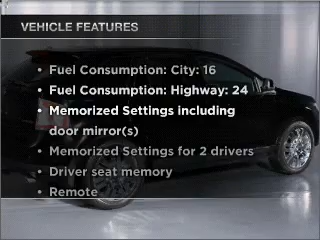 VEHICLE FEATURES
• Fuel Consumption: City: 16
• Fuel Consumption: Highway: 24
• Memorized Settings including
door mirror(s)
• Memorized Settings for 2 drivers
• Driver seat memory
• Remote